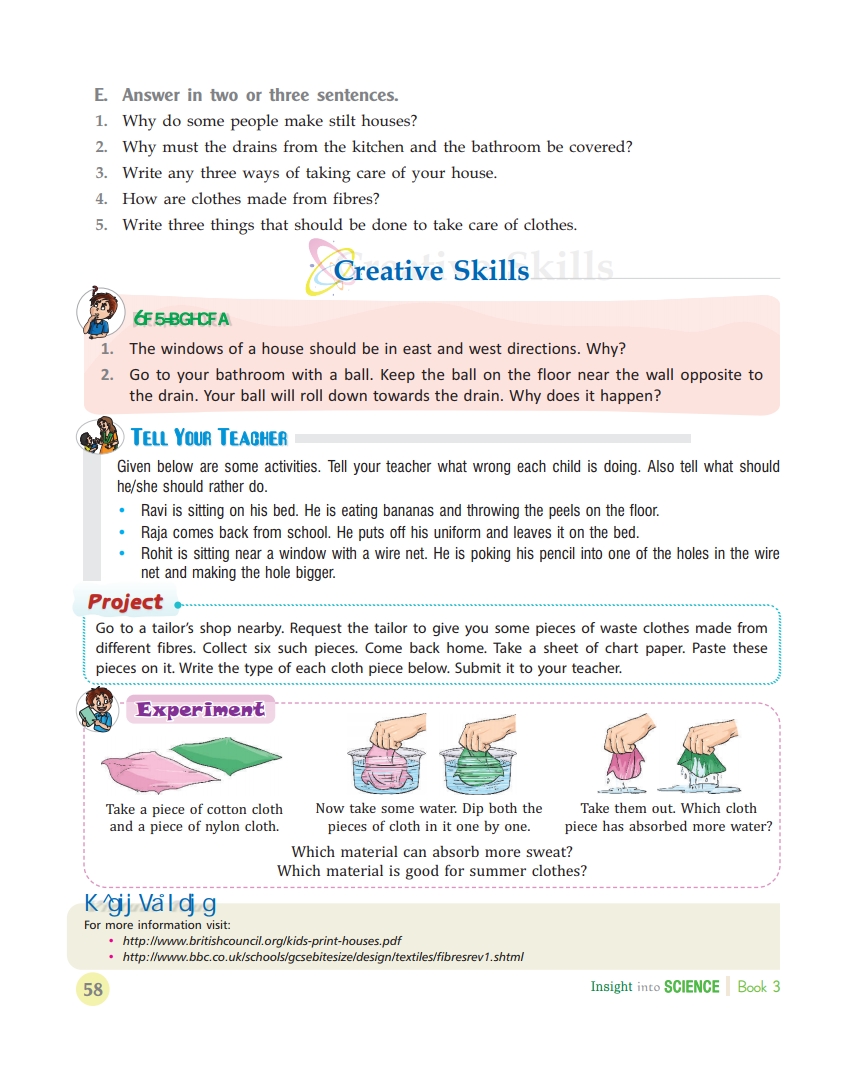 E. Answer in two or three sentences.
1. Why do some people make stilt houses?
2. Why must the drains from the kitchen and the bathroom be covered?
3. Write any three ways of taking care of your house.
4. How are clothes made from fibres?
5. Write three things that should be done to take care of clothes.
Creative Skills
1. The windows of a house should be in east and west directions. Why?
2. Go to your bathroom with a ball. Keep the ball on the floor near the wall opposite to
the drain. Your ball will roll down towards the drain. Why does it happen?
TELL YOUR TEACHER
Given below are some activities. Tell your teacher what wrong each child is doing. Also tell what should
he/she should rather do.
• Ravi is sitting on his bed. He is eating bananas and throwing the peels on the floor.
• Raja comes back from school. He puts off his uniform and leaves it on the bed.
• Rohit is sitting near a window with a wire net. He is poking his pencil into one of the holes in the wire
net and making the hole bigger.
Project
Go to a tailor's shop nearby. Request the tailor to give you some pieces of waste clothes made from
different fibres. Collect six such pieces. Come back home. Take a sheet of chart paper. Paste these
pieces on it. Write the type of each cloth piece below. Submit it to your teacher.
Experiment
Take a piece of cotton cloth
and a piece of nylon cloth.
Now take some water. Dip both the
pieces of cloth in it one by one.
Take them out. Which cloth
piece has absorbed more water?
Which material can absorb more sweat?
Which material is good for summer clothes?
For more information visit:
• http://www.britishcouncil.org/kids-print-houses.pdf
• http://www.bbc.co.uk/schools/gcsebitesize/design/textiles/fibresrev1.shtml
58
Insight into SCIENCE Book 3